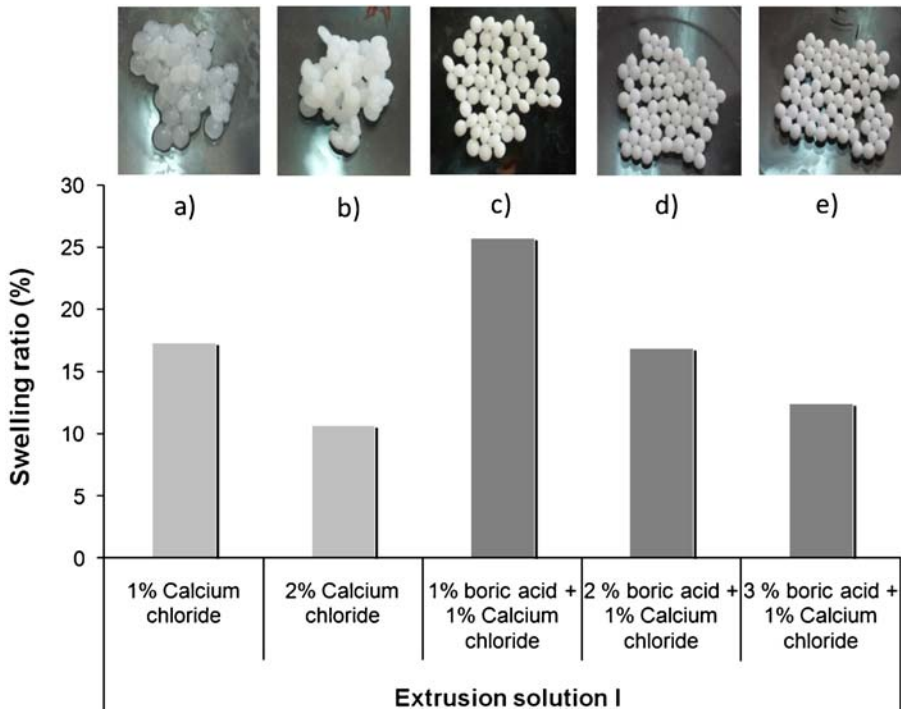 a)
b)
c)
d)
e)
Swelling ratio (%)
30
25
20
15
10
5
0
1% Calcium
chloride
2% Calcium
chloride
1% boric acid +
1% Calcium
chloride
2 % boric acid +
1% Calcium
chloride
3 % boric acid +
1% Calcium
chloride
Extrusion solution I